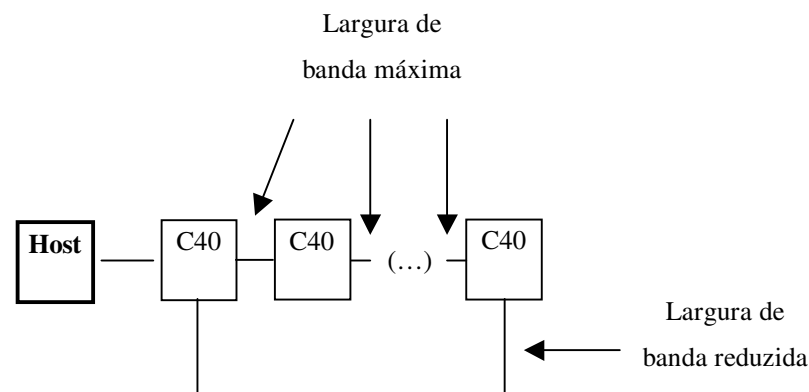 Largura de
banda máxima
Host
C40
C40
(…)
C40
Largura de
banda reduzida